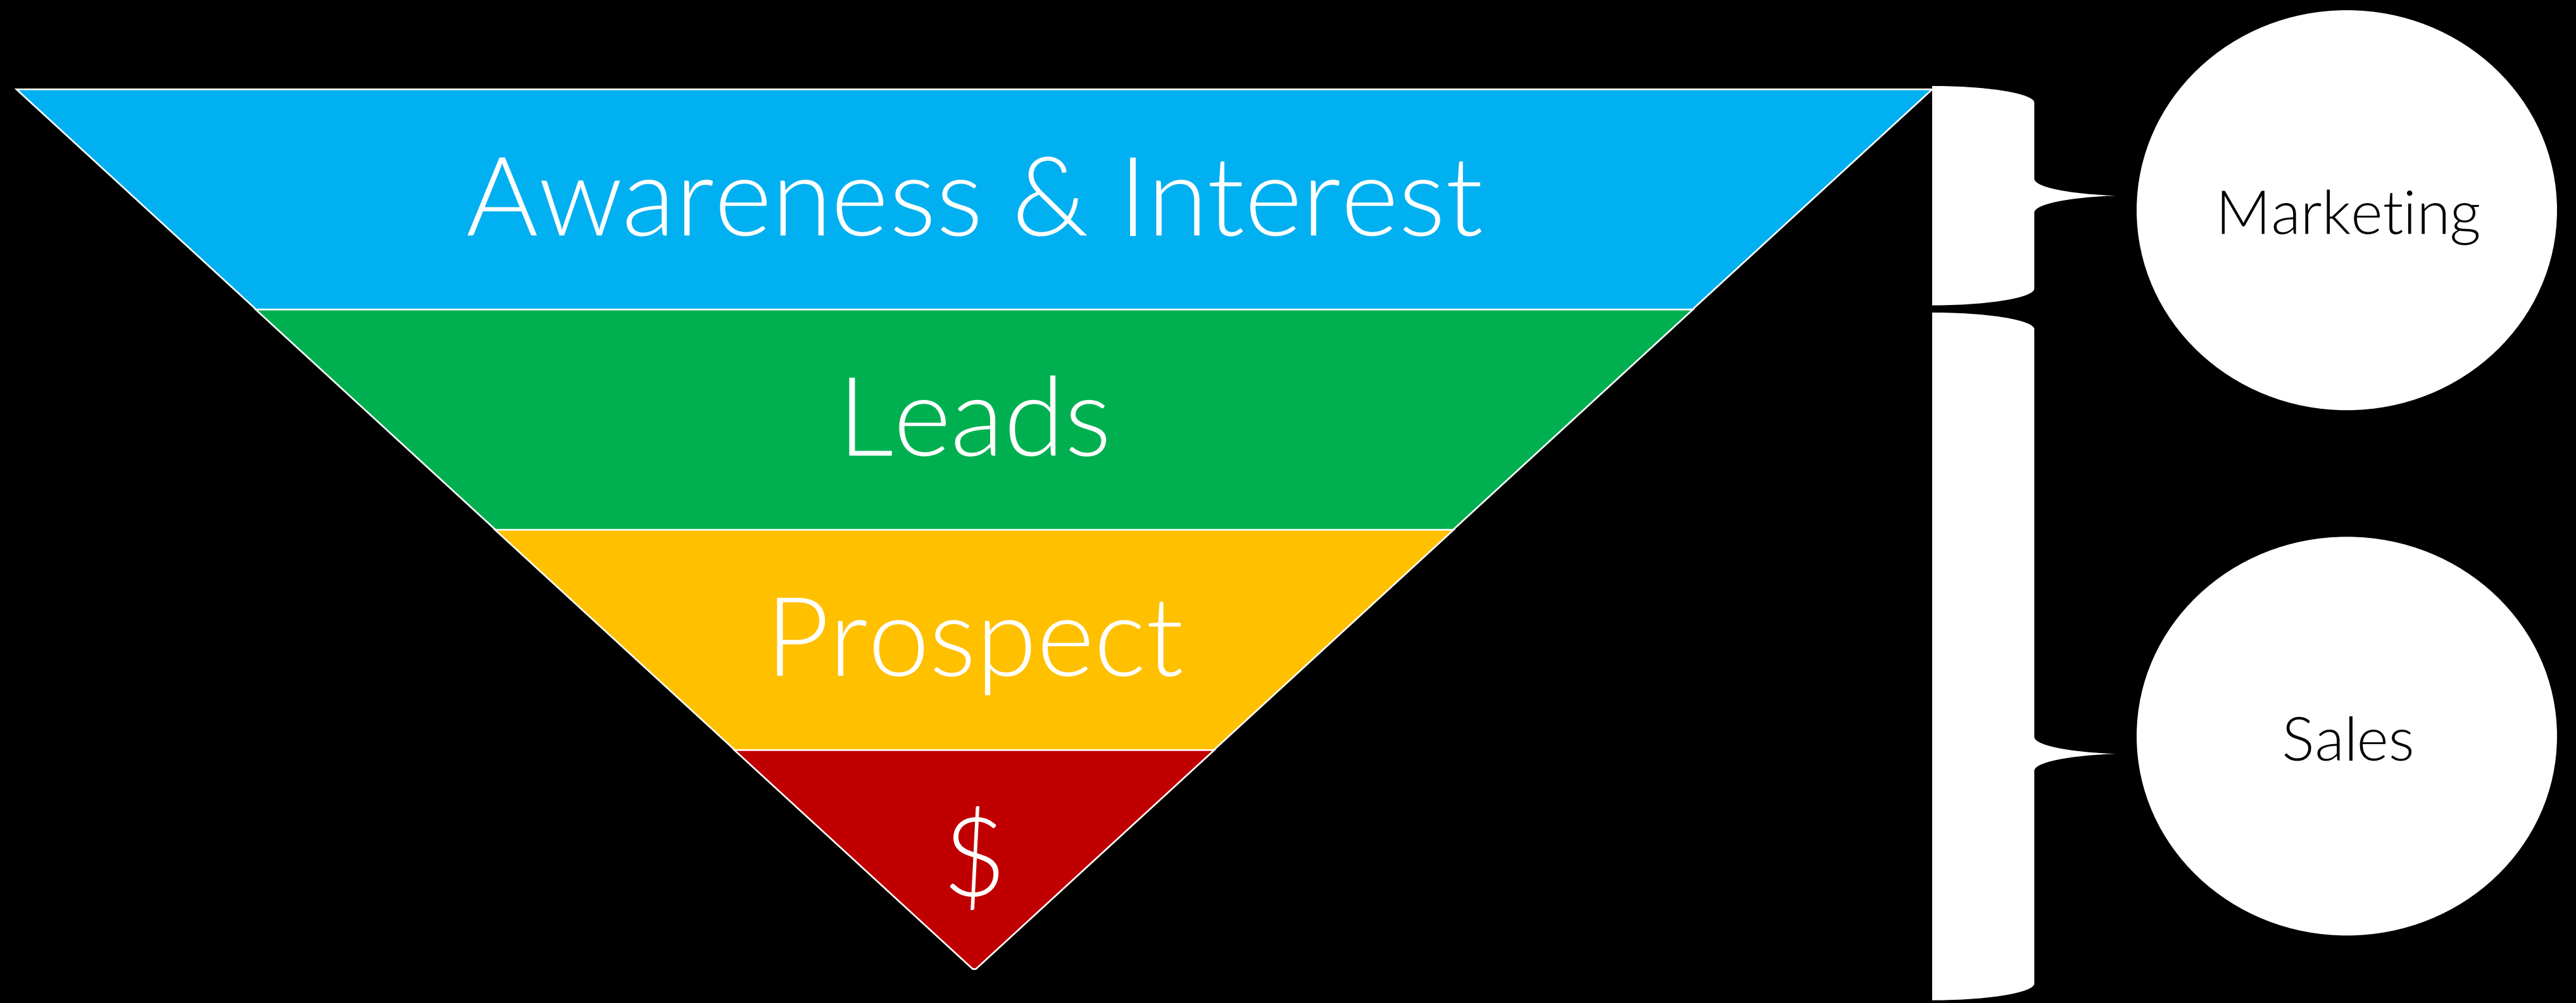 Awareness & Interest
Leads
Prospect
$
Marketing
Sales